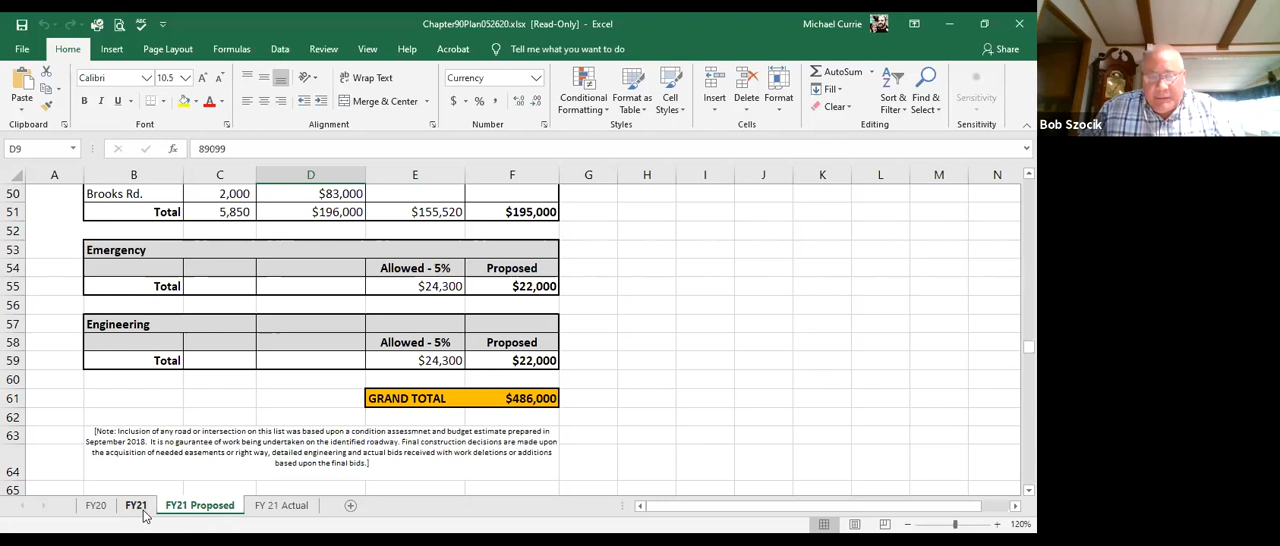 Chapter90Plan052620.xlsx [Read-Only] - Excel
Michael Currie
File Home Insert Page Layout Formulas Data Review View Help Acrobat Tell me what you want to do Share
Paste
Clipboard
Calibri 10.5
B I U
Font
Wrap Text
Merge & Center
Alignment
Currency
$ % ,
Number
Conditional Formatting
Format as Table
Cell Styles
Styles
Insert Delete Format
Cells
AutoSum
Fill
Clear
Sort & Filter
Find & Select
Editing
Sensitivity
Sensitivity
Bob Szocik
D9 fx 89099
A B C D E F G H I J K L M N
50 Brooks Rd. 2,000 $83,000
51 Total 5,850 $196,000 $155,520 $195,000
52
53 Emergency
54 Allowed - 5% Proposed
55 Total $24,300 $22,000
56
57 Engineering
58 Allowed - 5% Proposed
59 Total $24,300 $22,000
60
61 GRAND TOTAL $486,000
62
63 [Note: Inclusion of any road or intersection on this list was based upon a condition assessmnet and budget estimate prepared in
September 2018. It is no gaurantee of work being undertaken on the identified roadway. Final construction decisions are made upon
the acquisition of needed easements or right way, detailed engineering and actual bids received with work deletions or additions
64 based upon the final bids.]
65
FY20 FY21 FY21 Proposed FY 21 Actual
120%